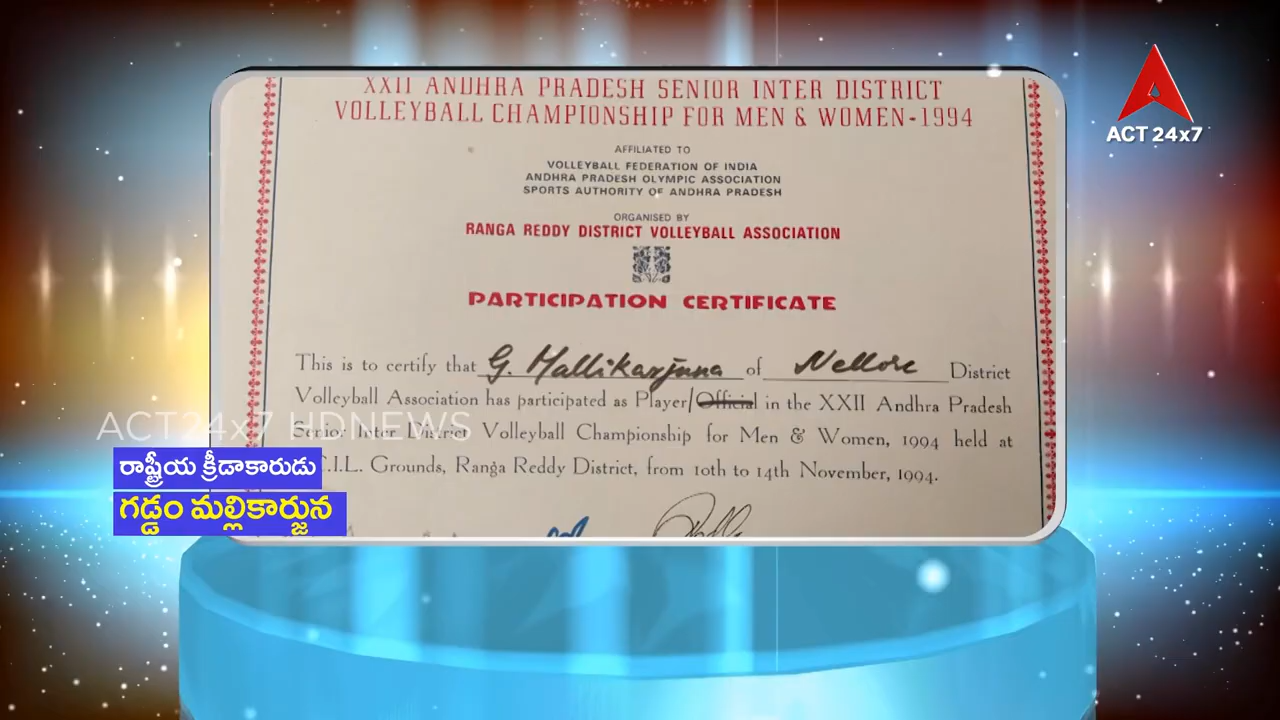 XXII ANDHRA PRADESH SENIOR INTER DISTRICT
VOLLEYBALL CHAMPIONSHIP FOR MEN & WOMEN-1994
AFFILIATED TO
VOLLEYBALL FEDERATION OF INDIA
ANDHRA PRADESH OLYMPIC ASSOCIATION
SPORTS AUTHORITY OF ANDHRA PRADESH
ORGANISED BY
RANGA REDDY DISTRICT VOLLEYBALL ASSOCIATION
PARTICIPATION CERTIFICATE
This is to certify that G. Mallikarjuna of Nellore District
Volleyball Association has participated as Player/Official in the XXII Andhra Pradesh
Senior Inter District Volleyball Championship for Men & Women, 1994 held at
C.I.L. Grounds, Ranga Reddy District, from 10th to 14th November, 1994.
ACT 24x7
ACT24x7 HDNEWS
రాష్ట్రీయ క్రీడాకారుడు
గడ్డం మల్లికార్జున